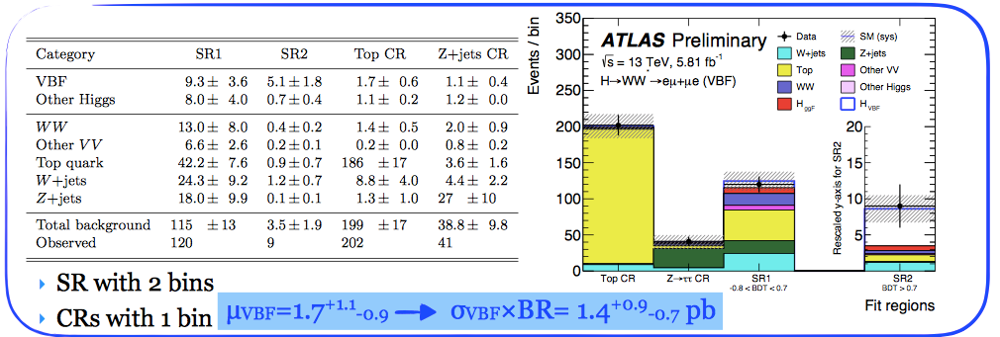 Category SR1 SR2 Top CR Z+jets CR
VBF 9.3 ± 3.6 5.1 ± 1.8 1.7 ± 0.6 1.1 ± 0.4
Other Higgs 8.0 ± 4.0 0.7 ± 0.4 1.1 ± 0.2 1.2 ± 0.0
WW 13.0 ± 8.0 0.4 ± 0.2 1.4 ± 0.5 2.0 ± 0.9
Other VV 6.6 ± 2.6 0.2 ± 0.1 0.2 ± 0.0 0.8 ± 0.2
Top quark 42.2 ± 7.6 0.9 ± 0.7 186 ± 17 3.6 ± 1.6
W+jets 24.3 ± 9.2 1.2 ± 0.7 8.8 ± 4.0 4.4 ± 2.2
Z+jets 18.0 ± 9.9 0.1 ± 0.1 1.3 ± 1.0 27 ± 10
Total background 115 ± 13 3.5 ± 1.9 199 ± 17 38.8 ± 9.8
Observed 120 9 202 41
‣ SR with 2 bins
‣ CRs with 1 bin
μVBF=1.7+1.1-0.9 → σVBF×BR= 1.4+0.9-0.7 pb
Events / bin
350
300
250
200
150
100
50
0
ATLAS Preliminary
√s = 13 TeV, 5.81 fb⁻¹
H→WW*→eμ+μe (VBF)
Data
SM (sys)
W+jets
Z+jets
Top
Other VV
WW
Other Higgs
HggF
HVBF
Rescaled y-axis for SR2
20
15
10
5
0
Top CR
Z→ττ CR
SR1
-0.8 < BDT < 0.7
SR2
BDT > 0.7
Fit regions